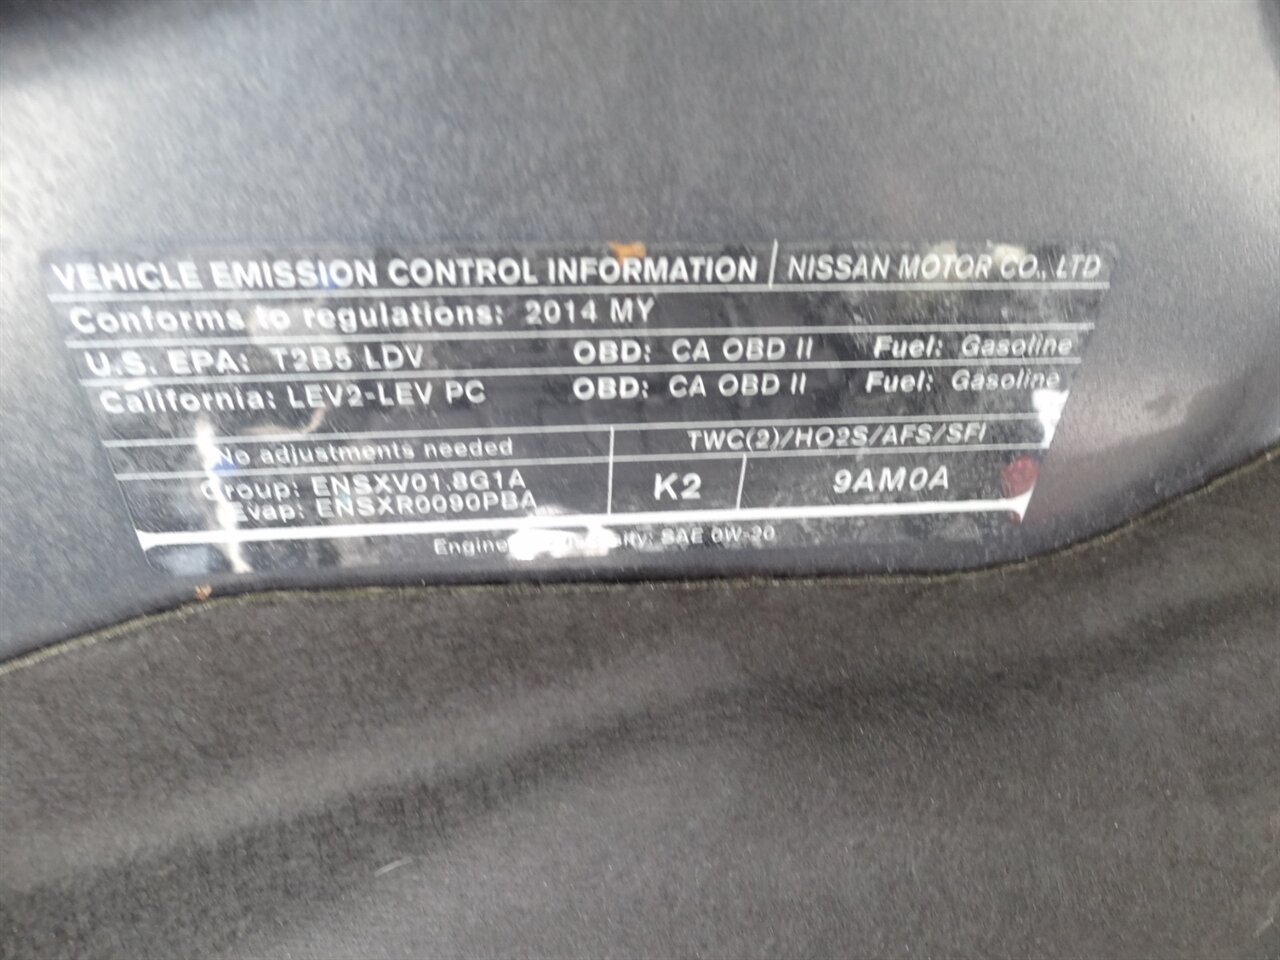 VEHICLE EMISSION CONTROL INFORMATION NISSAN MOTOR CO., LTD
Conforms to regulations: 2014 MY
U.S. EPA: T2B5 LDV OBD: CA OBD II Fuel: Gasoline
California: LEV2-LEV PC OBD: CA OBD II Fuel: Gasoline
No adjustments needed TWC(2)/HO2S/AFS/SFI
Group: ENSXV01.8G1A K2 9AM0A
Evap: ENSXR0090PBA
Engine SAE 0W-20